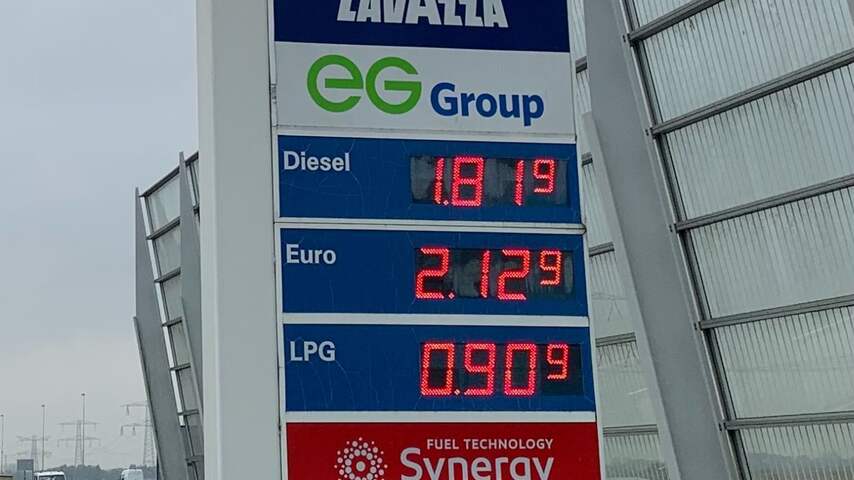 LAVAZZA
eG Group
Diesel 1.819
Euro 2.129
LPG 0.909
FUEL TECHNOLOGY
Synergy